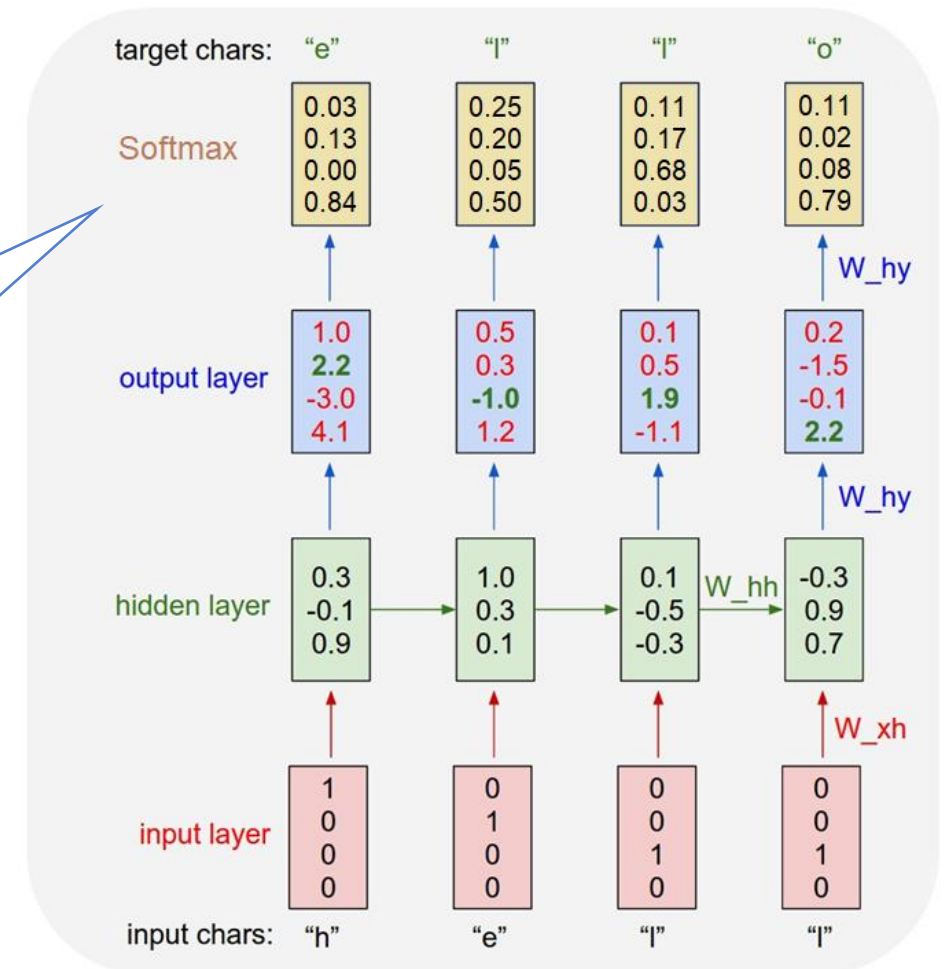 target chars: “e” “l” “l” “o”
Softmax
0.03 0.25 0.11 0.11
0.13 0.20 0.17 0.02
0.00 0.05 0.68 0.08
0.84 0.50 0.03 0.79
W_hy
output layer
1.0 0.5 0.1 0.2
2.2 0.3 0.5 -1.5
-3.0 -1.0 1.9 -0.1
4.1 1.2 -1.1 2.2
W_hy
hidden layer
0.3 1.0 0.1 -0.3
-0.1 0.3 -0.5 0.9
0.9 0.1 -0.3 0.7
W_hh
W_xh
input layer
1 0 0 0
0 1 0 0
0 0 1 1
0 0 0 0
input chars: “h” “e” “l” “l”